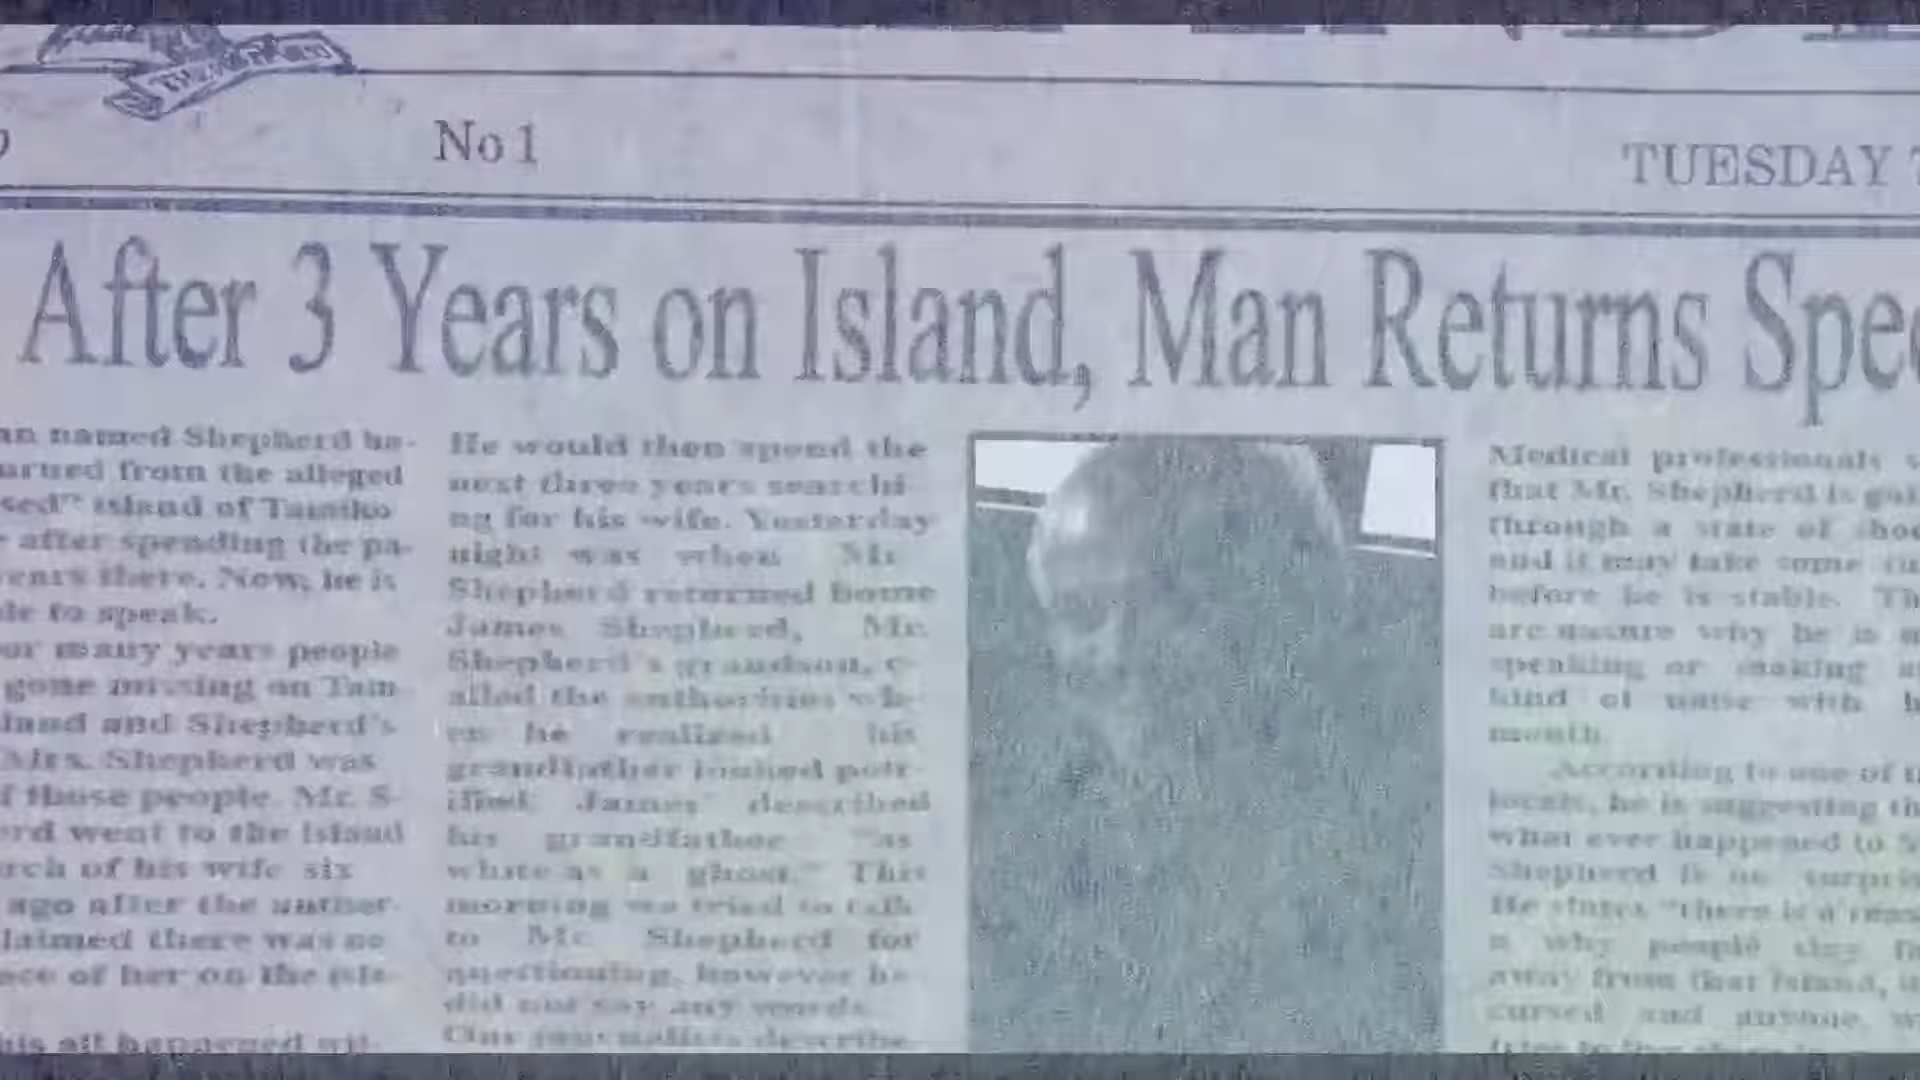 No 1
TUESDAY 7
After 3 Years on Island, Man Returns Spee
an named Shepherd ha-
urned from the alleged
sed" island of Tamiko
after spending the pa-
ears there. Now, he is
le to speak.
or many years people
gone missing on Tam
land and Shepherd's
Mrs. Shepherd was
f those people. Mr. S-
erd went to the island
rch of his wife six
ago after the author-
laimed there was no
nce of her on the isla-
his all happened wit-
He would then spend the
next three years searchi-
ng for his wife. Yesterday
night was when Mr.
Shepherd returned home
James Shepherd, Mr.
Shepherd's grandson, c-
alled the authorities wh-
en he realized his
grandfather looked petr-
ified. James described
his grandfather "as
white as a ghost." This
morning we tried to talk
to Mr. Shepherd for
questioning, however he
did not say any words.
Our journalists describe
Medical professionals s
that Mr. Shepherd is goi
through a state of shoc
and it may take some ti
before he is stable. Th
are unsure why he is n
speaking or making a
kind of noise with h
mouth.
According to one of t
locals, he is suggesting th
what ever happened to
Shepherd is no surpris
He states "there is a reas
n why people stay fa
away from that island, it
cursed and anyone w